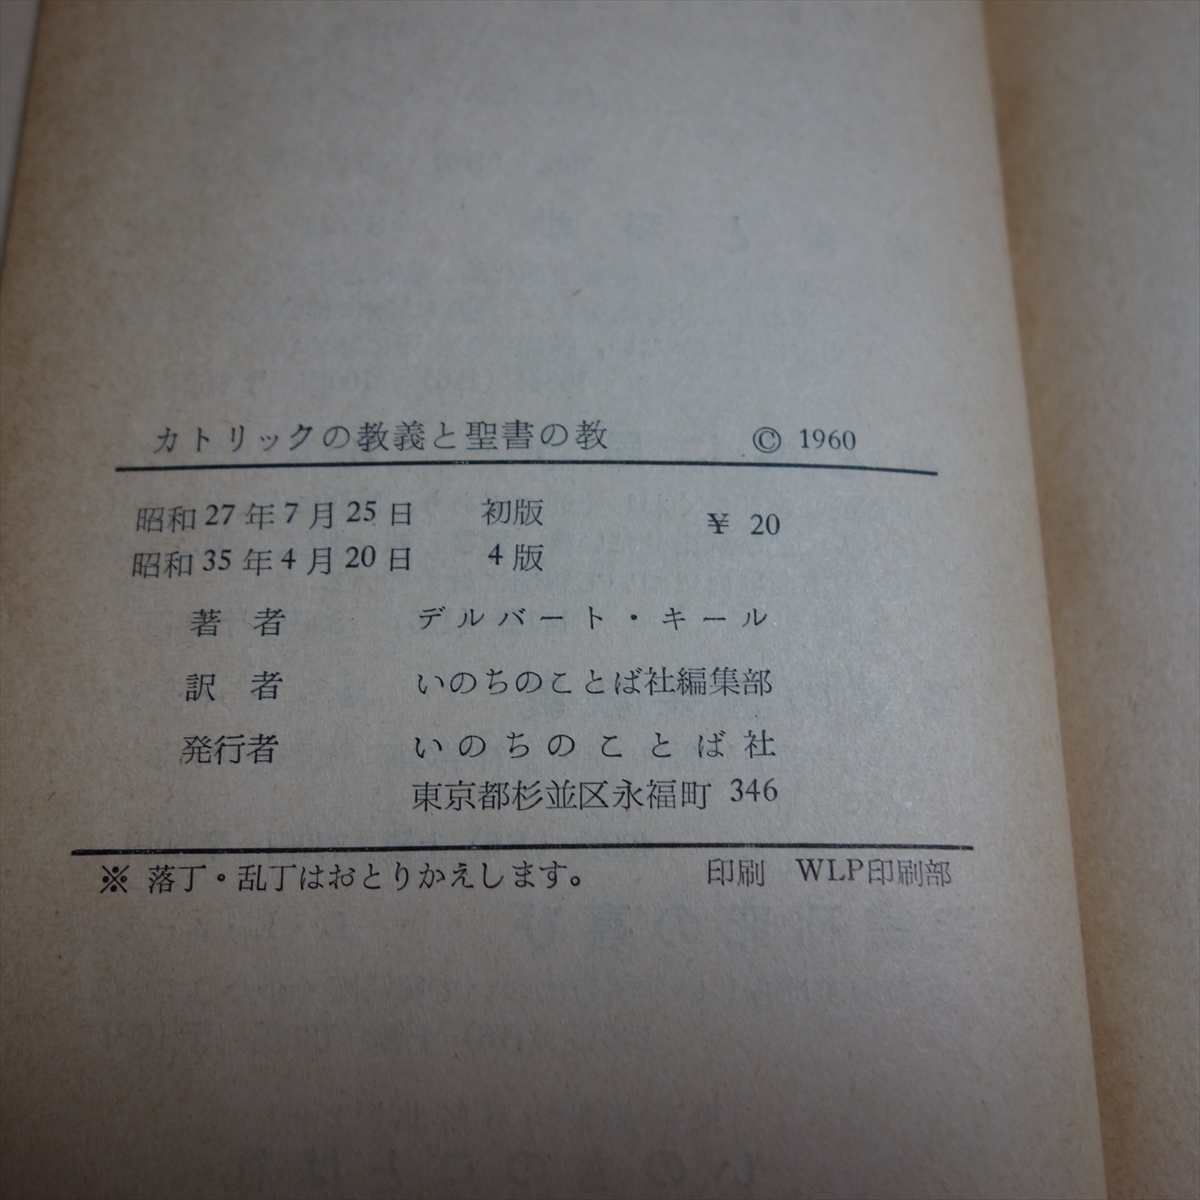 カトリックの教義と聖書の教 © 1960
昭和27年7月25日 初版 ¥ 20
昭和35年4月20日 4版
著者 デルバート・キール
訳者 いのちのことば社編集部
発行者 いのちのことば社
東京都杉並区永福町 346
※ 落丁・乱丁はおとりかえします。 印刷 WLP印刷部